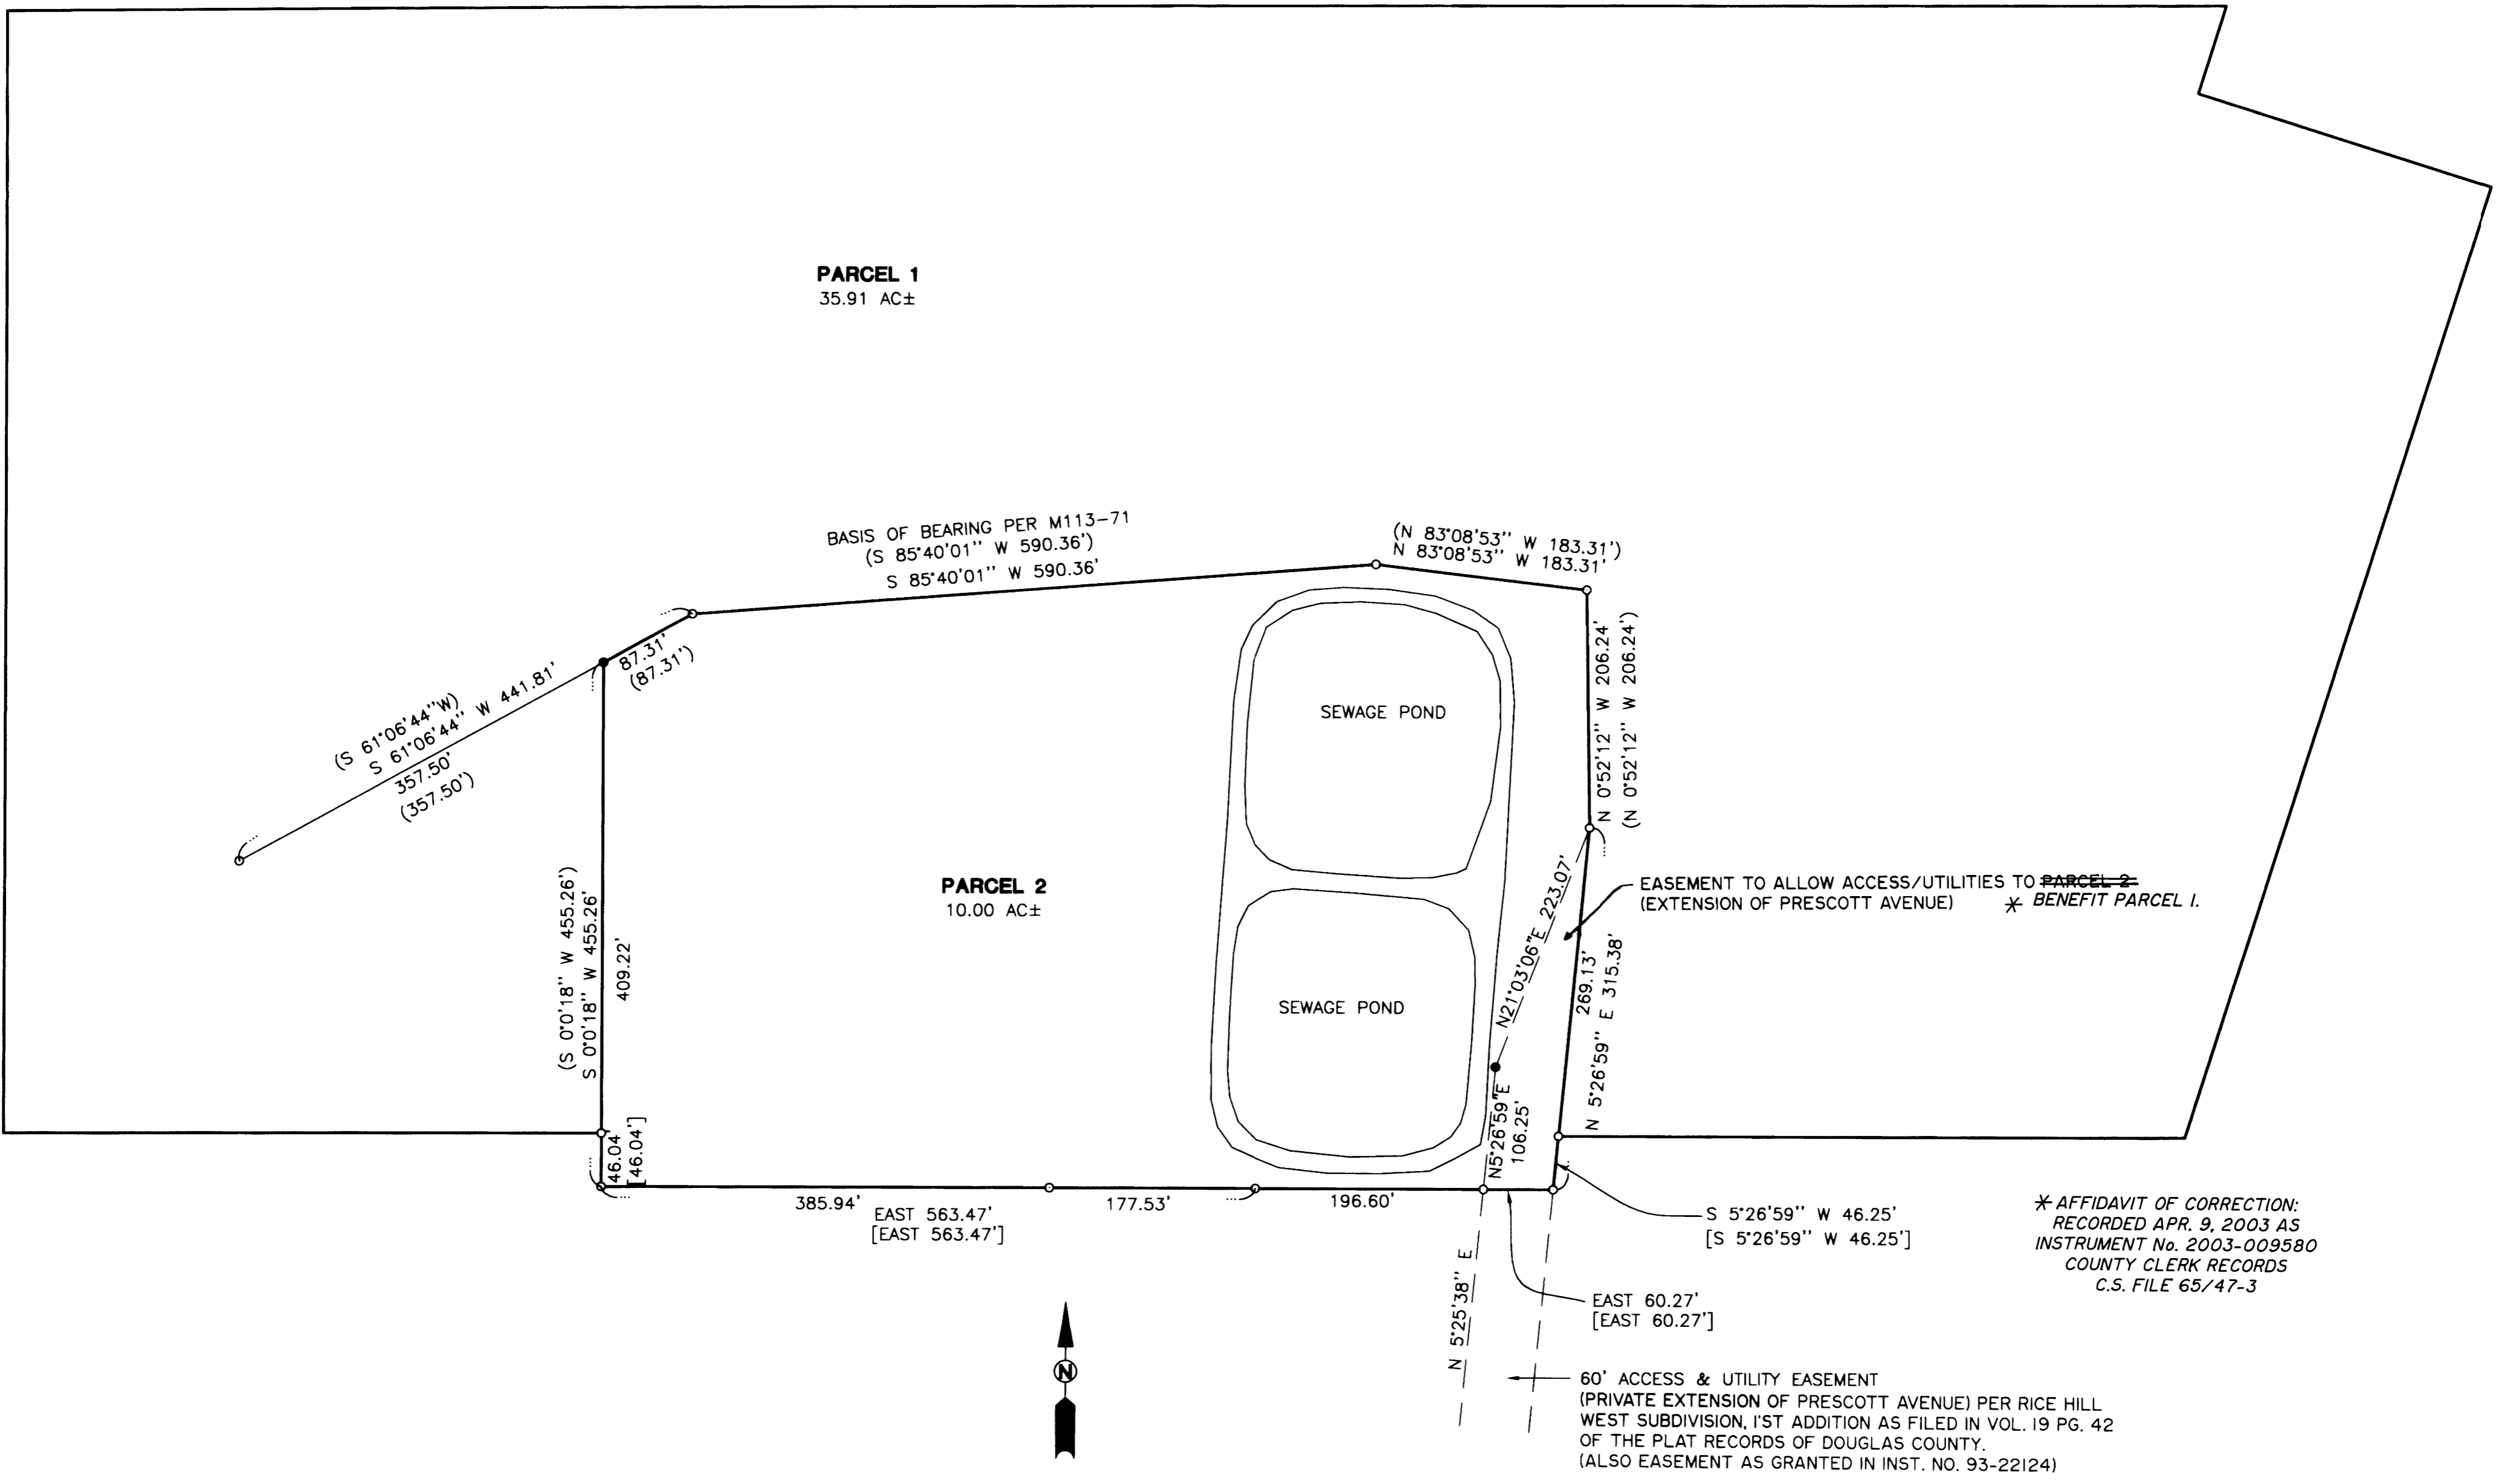 PARCEL 1
35.91 AC±
BASIS OF BEARING PER M113-71
(S 85°40'01'' W 590.36')
S 85°40'01'' W 590.36'
(N 83°08'53'' W 183.31')
N 83°08'53'' W 183.31'
87.31'
(87.31')
(S 61°06'44''W)
S 61°06'44'' W 441.81'
357.50'
(357.50')
N 0°52'12'' W 206.24'
(N 0°52'12'' W 206.24')
SEWAGE POND
PARCEL 2
10.00 AC±
(S 0°0'18'' W 455.26')
S 0°0'18'' W 455.26'
409.22'
N21°03'06''E 223.07'
EASEMENT TO ALLOW ACCESS/UTILITIES TO PARCEL 2
(EXTENSION OF PRESCOTT AVENUE) * BENEFIT PARCEL 1.
269.13'
N 5°26'59'' E 315.38'
SEWAGE POND
N5°26'59''E
106.25'
46.04'
[46.04']
385.94'
177.53'
196.60'
EAST 563.47'
[EAST 563.47']
S 5°26'59'' W 46.25'
[S 5°26'59'' W 46.25']
* AFFIDAVIT OF CORRECTION:
RECORDED APR. 9, 2003 AS
INSTRUMENT No. 2003-009580
COUNTY CLERK RECORDS
C.S. FILE 65/47-3
N 5°25'38'' E
EAST 60.27'
[EAST 60.27']
N
60' ACCESS & UTILITY EASEMENT
(PRIVATE EXTENSION OF PRESCOTT AVENUE) PER RICE HILL
WEST SUBDIVISION, 1'ST ADDITION AS FILED IN VOL. 19 PG. 42
OF THE PLAT RECORDS OF DOUGLAS COUNTY.
(ALSO EASEMENT AS GRANTED IN INST. NO. 93-22124)